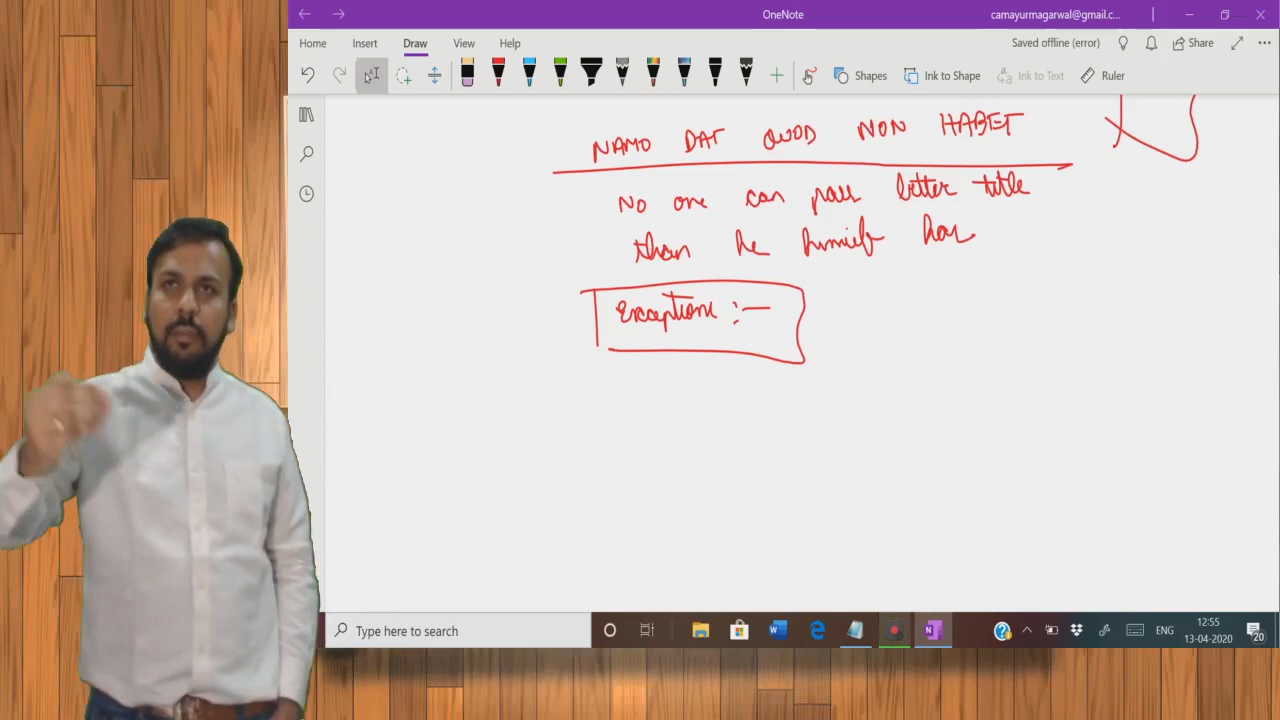 OneNote
camayurmagarwal@gmail.c...
Home Insert Draw View Help
Saved offline (error)
Share
Shapes
Ink to Shape
Ink to Text
Ruler
NAMO DAT QUOD NON HABET
No one can pass better title
than he himself has
Exceptions :—
Type here to search
ENG
12:55
13-04-2020
20